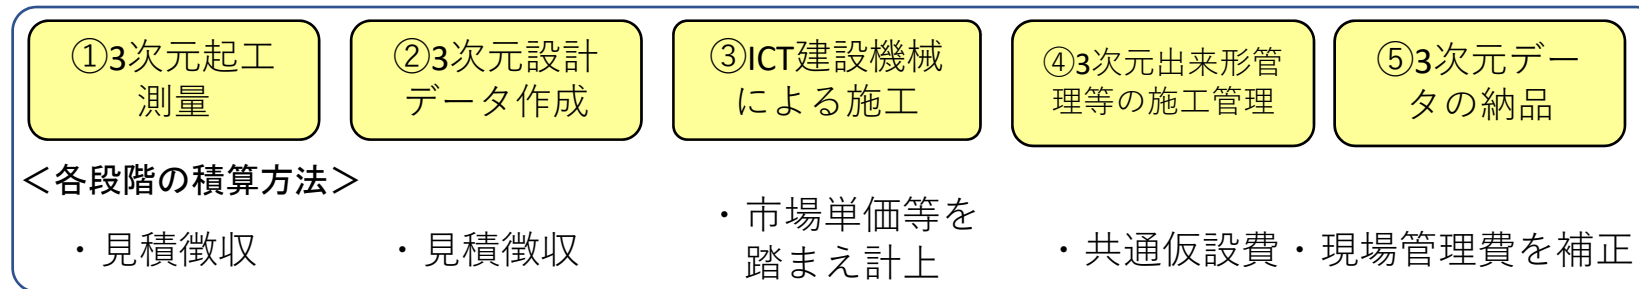 ①3次元起工
測量
②3次元設計
データ作成
③ICT建設機械
による施工
④3次元出来形管
理等の施工管理
⑤3次元デー
タの納品
＜各段階の積算方法＞
・見積徴収
・見積徴収
・市場単価等を
踏まえ計上
・共通仮設費・現場管理費を補正